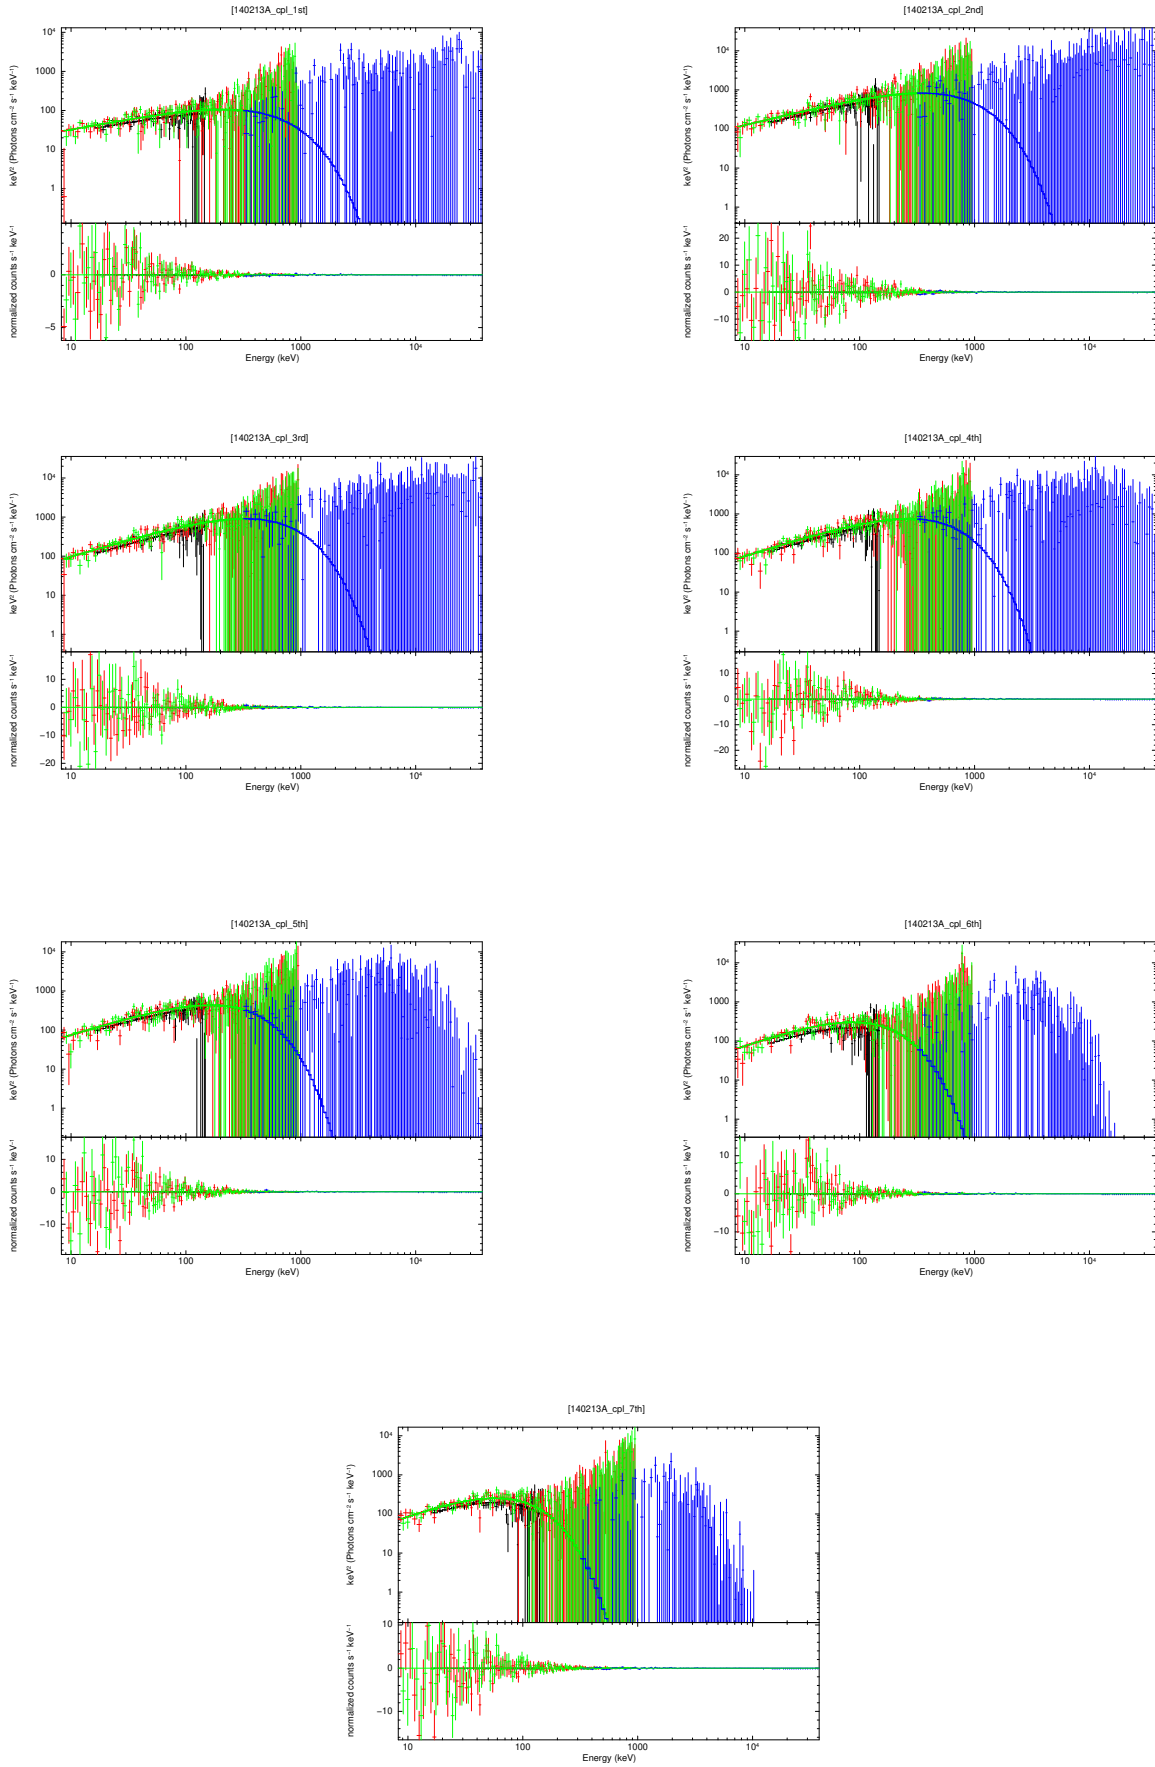 [140213A_cpl_1st]
keV² (Photons cm⁻² s⁻¹ keV⁻¹)
10⁴
1000
100
10
1
normalized counts s⁻¹ keV⁻¹
0
−5
10 100 1000 10⁴
Energy (keV)
[140213A_cpl_2nd]
keV² (Photons cm⁻² s⁻¹ keV⁻¹)
10⁴
1000
100
10
1
normalized counts s⁻¹ keV⁻¹
20
10
0
−10
10 100 1000 10⁴
Energy (keV)
[140213A_cpl_3rd]
keV² (Photons cm⁻² s⁻¹ keV⁻¹)
10⁴
1000
100
10
1
normalized counts s⁻¹ keV⁻¹
10
0
−10
−20
10 100 1000 10⁴
Energy (keV)
[140213A_cpl_4th]
keV² (Photons cm⁻² s⁻¹ keV⁻¹)
10⁴
1000
100
10
1
normalized counts s⁻¹ keV⁻¹
10
0
−10
−20
10 100 1000 10⁴
Energy (keV)
[140213A_cpl_5th]
keV² (Photons cm⁻² s⁻¹ keV⁻¹)
10⁴
1000
100
10
1
normalized counts s⁻¹ keV⁻¹
10
0
−10
10 100 1000 10⁴
Energy (keV)
[140213A_cpl_6th]
keV² (Photons cm⁻² s⁻¹ keV⁻¹)
10⁴
1000
100
10
1
normalized counts s⁻¹ keV⁻¹
10
0
−10
10 100 1000 10⁴
Energy (keV)
[140213A_cpl_7th]
keV² (Photons cm⁻² s⁻¹ keV⁻¹)
10⁴
1000
100
10
1
normalized counts s⁻¹ keV⁻¹
10
0
−10
10 100 1000 10⁴
Energy (keV)